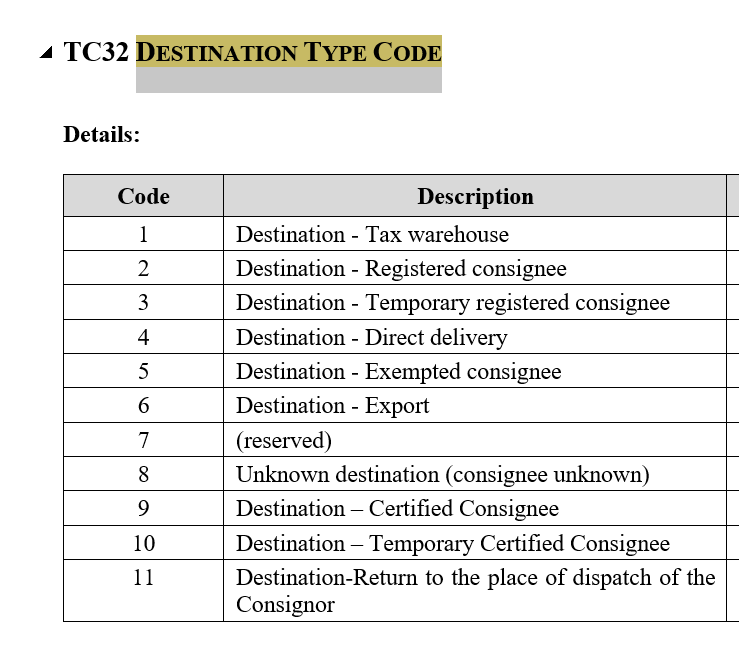 TC32 DESTINATION TYPE CODE
Details:
Code Description
1 Destination - Tax warehouse
2 Destination - Registered consignee
3 Destination - Temporary registered consignee
4 Destination - Direct delivery
5 Destination - Exempted consignee
6 Destination - Export
7 (reserved)
8 Unknown destination (consignee unknown)
9 Destination – Certified Consignee
10 Destination – Temporary Certified Consignee
11 Destination-Return to the place of dispatch of the
Consignor